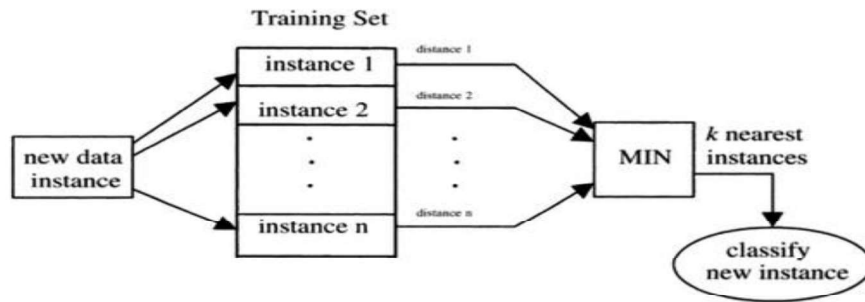 Training Set
new data
instance
instance 1
instance 2
instance n
distance 1
distance 2
distance n
MIN
k nearest
instances
classify
new instance